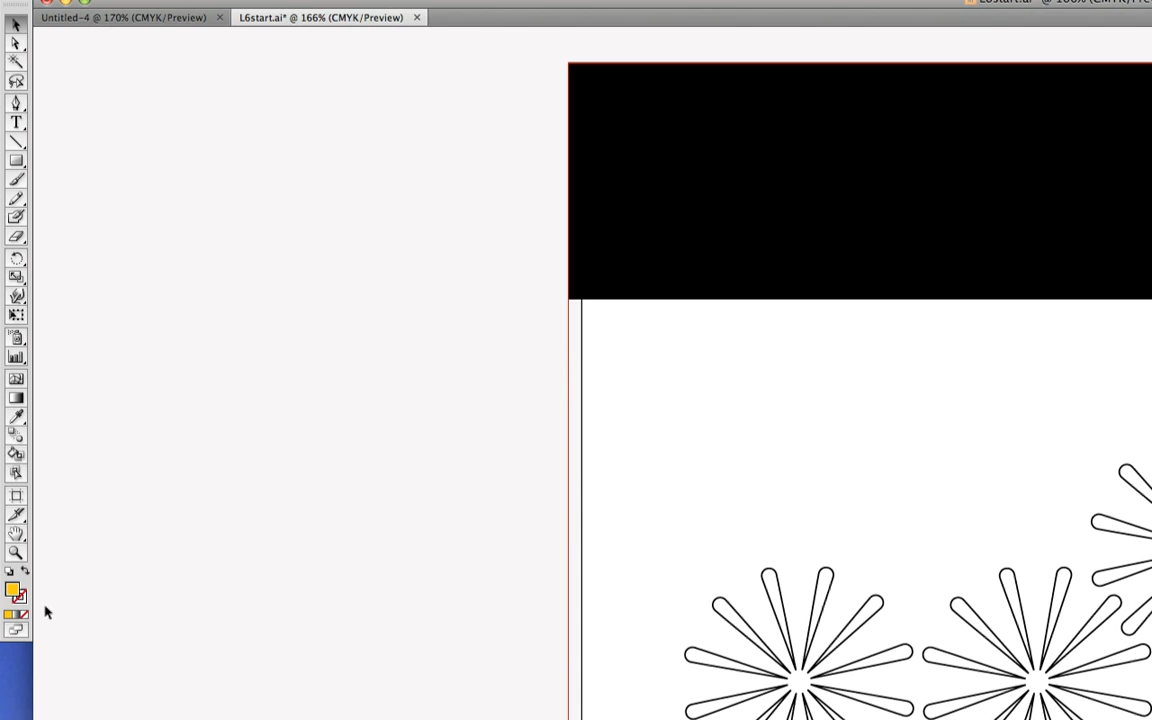 Untitled-4 @ 170% (CMYK/Preview)
L6start.ai* @ 166% (CMYK/Preview)
T